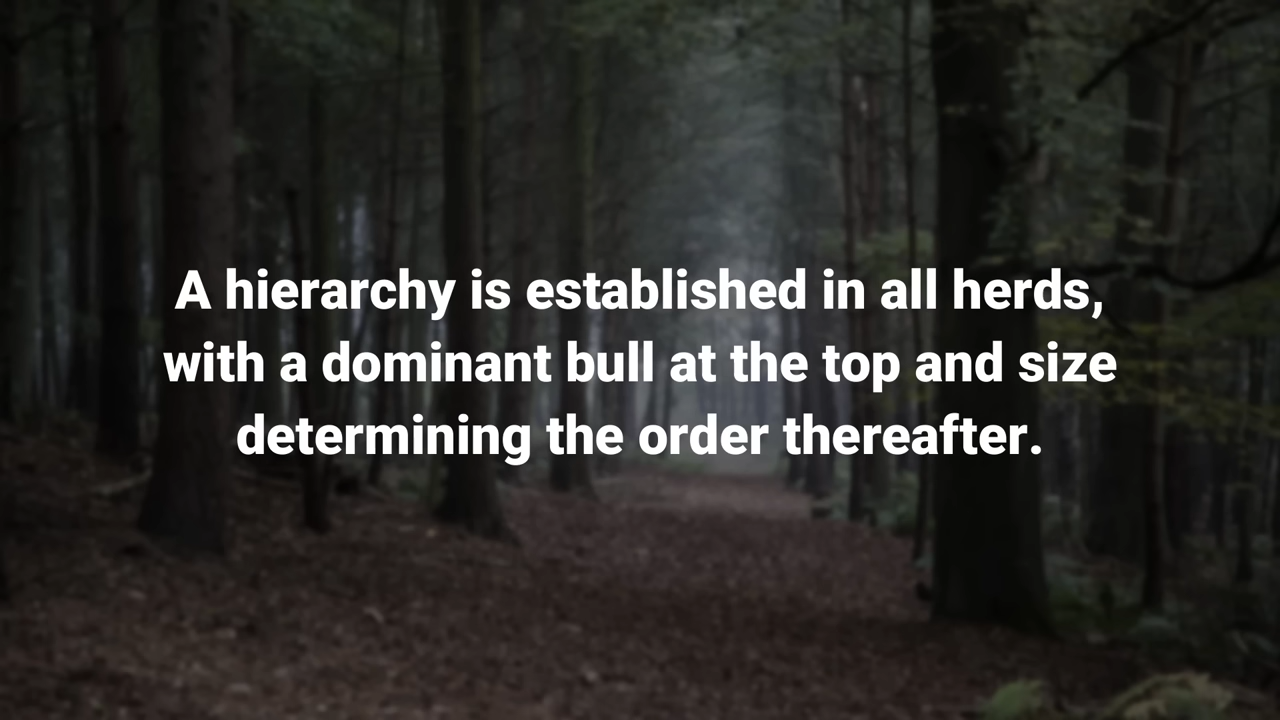 A hierarchy is established in all herds,
with a dominant bull at the top and size
determining the order thereafter.